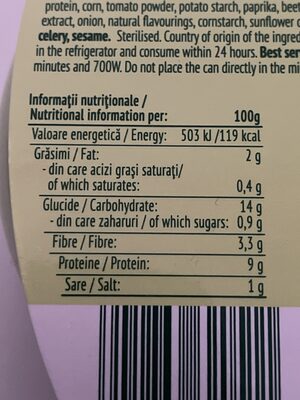 protein, corn, tomato powder, potato starch, paprika, beet
extract, onion, natural flavourings, cornstarch, sunflower
celery, sesame. Sterilised. Country of origin of the ingred
in the refrigerator and consume within 24 hours. Best ser
minutes and 700W. Do not place the can directly in the mi
Informaţii nutriţionale /
Nutritional information per: 100g
Valoare energetică / Energy: 503 kJ /119 kcal
Grăsimi / Fat: 2 g
- din care acizi graşi saturaţi/
of which saturates: 0,4 g
Glucide / Carbohydrate: 14 g
- din care zaharuri / of which sugars: 0,9 g
Fibre / Fibre: 3,3 g
Proteine / Protein: 9 g
Sare / Salt: 1 g